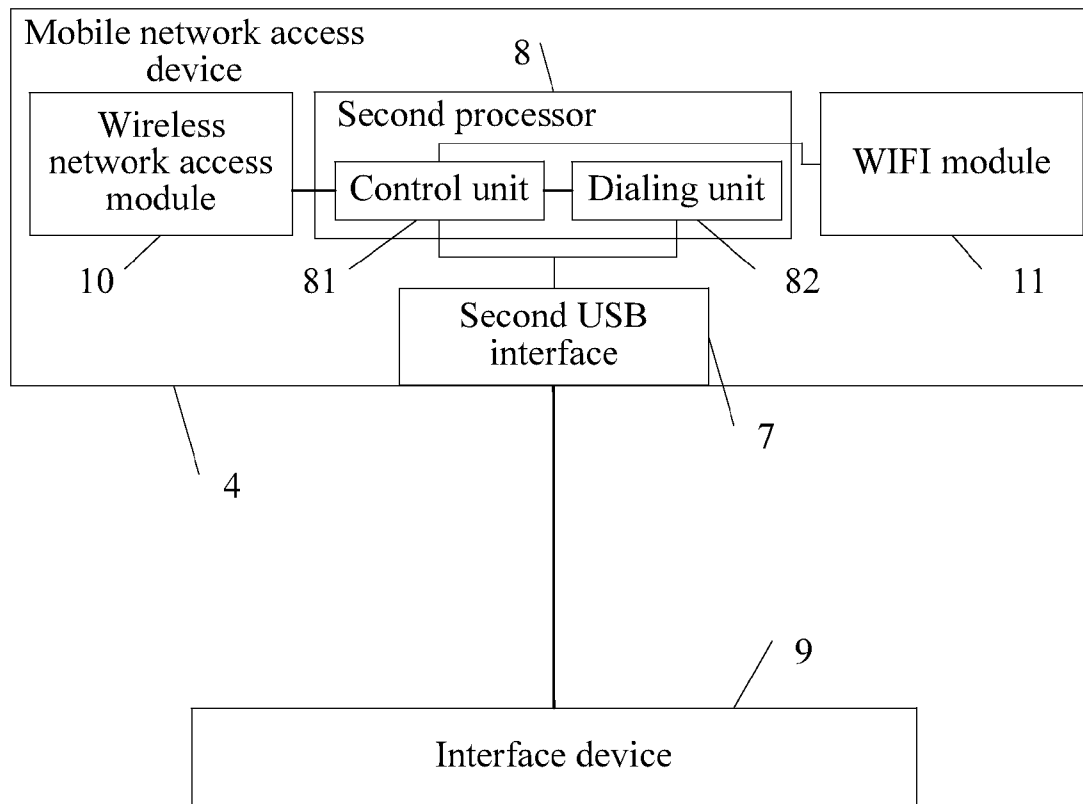 Mobile network access
device
8
Wireless
network access
module
Second processor
WIFI module
Control unit
Dialing unit
10
81
82
11
Second USB
interface
7
4
9
Interface device